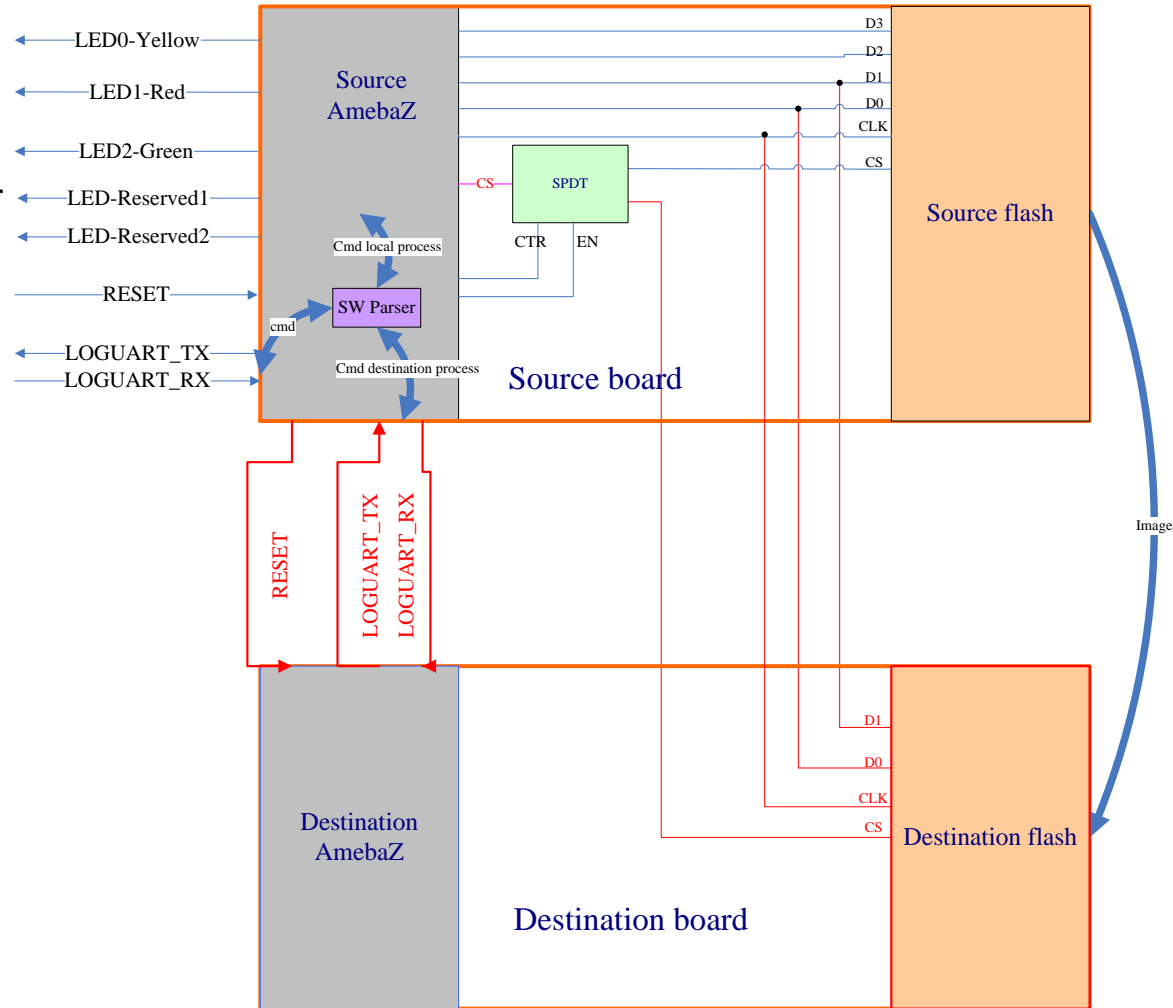 LED0-Yellow
LED1-Red
LED2-Green
LED-Reserved1
LED-Reserved2
RESET
LOGUART_TX
LOGUART_RX
Source
AmebaZ
Cmd local process
SW Parser
cmd
Cmd destination process
CS
SPDT
CTR
EN
D3
D2
D1
D0
CLK
CS
Source flash
Source board
RESET
LOGUART_TX
LOGUART_RX
Image
D1
D0
CLK
CS
Destination
AmebaZ
Destination flash
Destination board